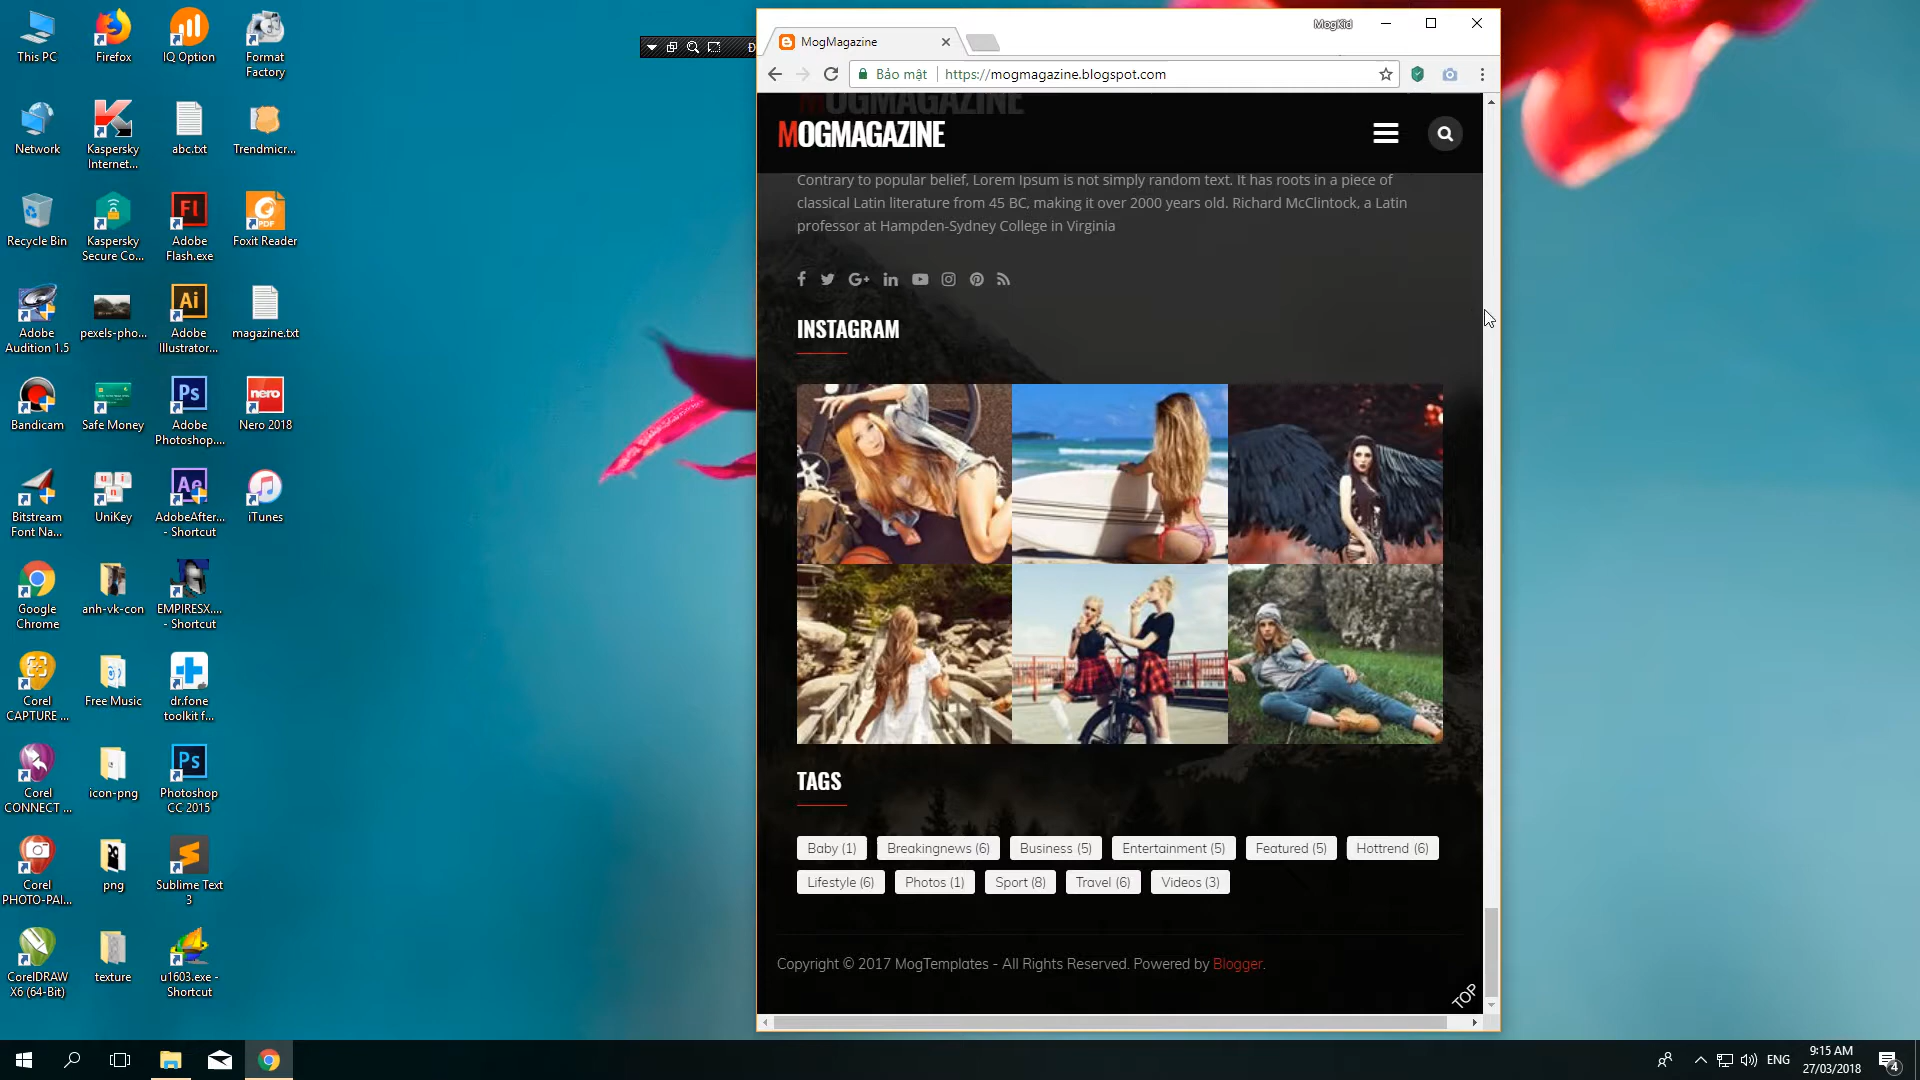 This PC
Firefox
IQ Option
Format
Factory
Network
Kaspersky
Internet...
abc.txt
Trendmicr...
Recycle Bin
Kaspersky
Secure Co...
Adobe
Flash.exe
Foxit Reader
Adobe
Audition 1.5
pexels-pho...
Adobe
Illustrator...
magazine.txt
Bandicam
Safe Money
Adobe
Photoshop....
Nero 2018
Bitstream
Font Na...
UniKey
AdobeAfter...
- Shortcut
iTunes
Google
Chrome
anh-vk-con
EMPIRESX....
- Shortcut
Corel
CAPTURE ...
Free Music
dr.fone
toolkit f...
Corel
CONNECT ...
icon-png
Photoshop
CC 2015
Corel
PHOTO-PAI...
png
Sublime Text
3
CorelDRAW
X6 (64-Bit)
texture
u1603.exe -
Shortcut
MogKid
MogMagazine
Bảo mật
https://mogmagazine.blogspot.com
MOGMAGAZINE
MOGMAGAZINE
Contrary to popular belief, Lorem Ipsum is not simply random text. It has roots in a piece of
classical Latin literature from 45 BC, making it over 2000 years old. Richard McClintock, a Latin
professor at Hampden-Sydney College in Virginia
INSTAGRAM
TAGS
Baby (1) Breakingnews (6) Business (5) Entertainment (5) Featured (5) Hottrend (6)
Lifestyle (6) Photos (1) Sport (8) Travel (6) Videos (3)
Copyright © 2017 MogTemplates - All Rights Reserved. Powered by Blogger.
TOP
ENG
9:15 AM
27/03/2018
4